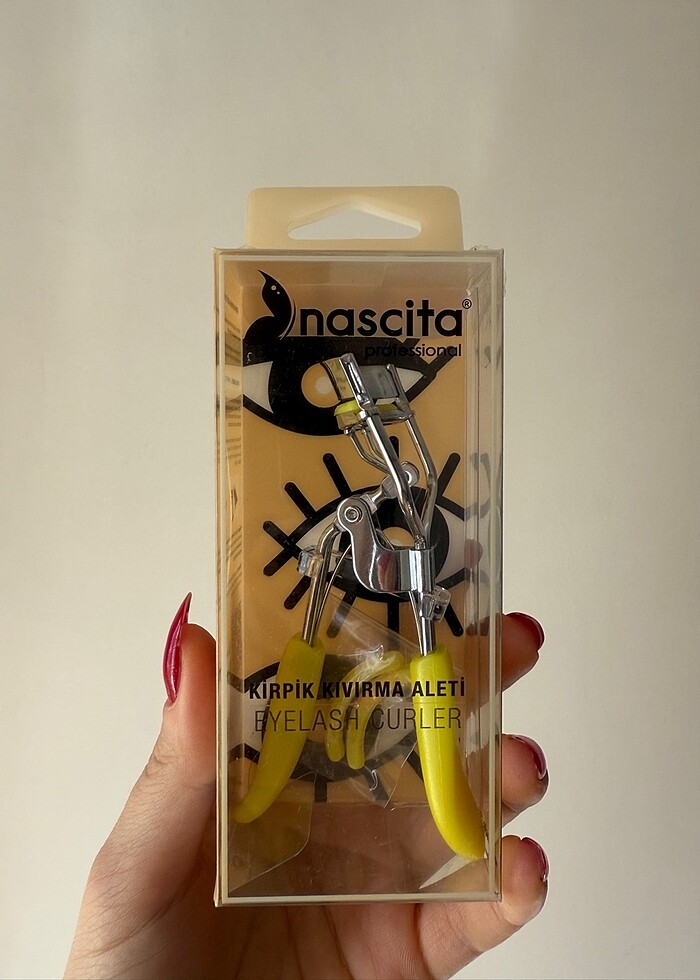 nascita®
professional
KİRPİK KIVIRMA ALETİ
EYELASH CURLER